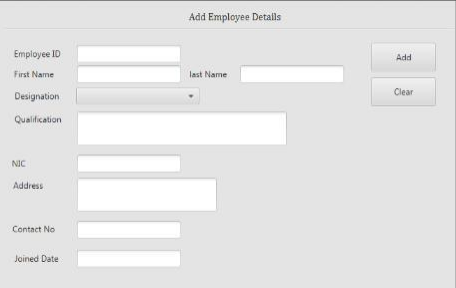 Add Employee Details
Employee ID
Add
First Name last Name
Clear
Designation
Qualification
NIC
Address
Contact No
Joined Date